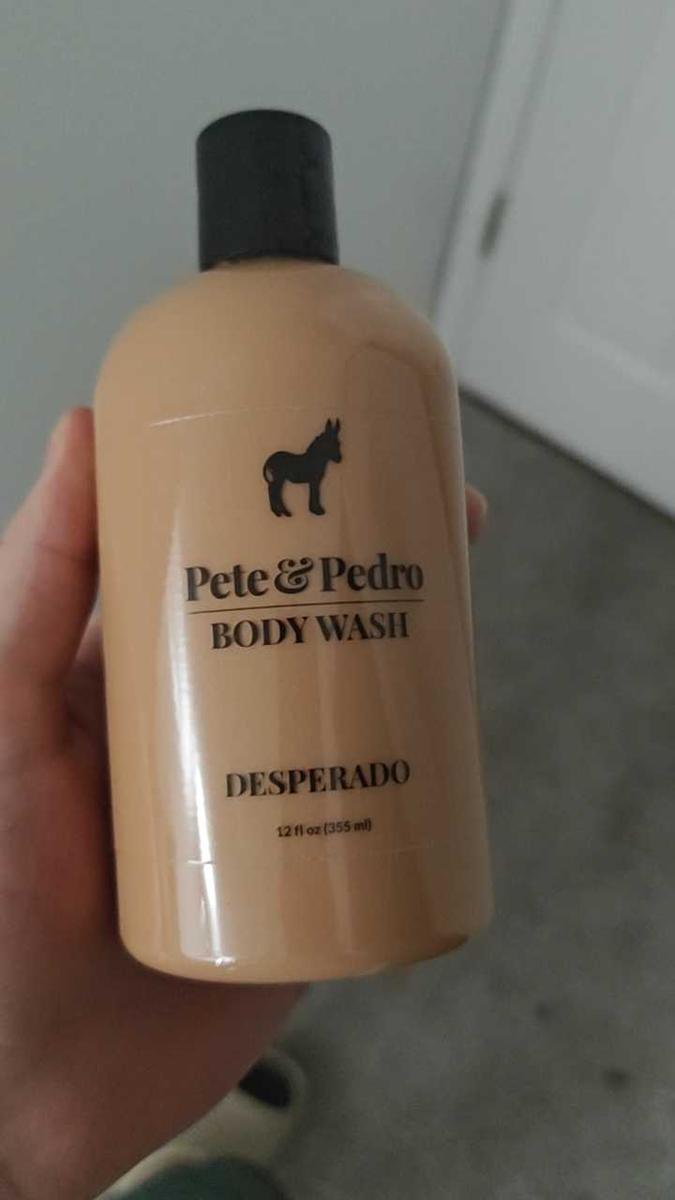 Pete & Pedro
BODY WASH
DESPERADO
12 fl oz (355 ml)